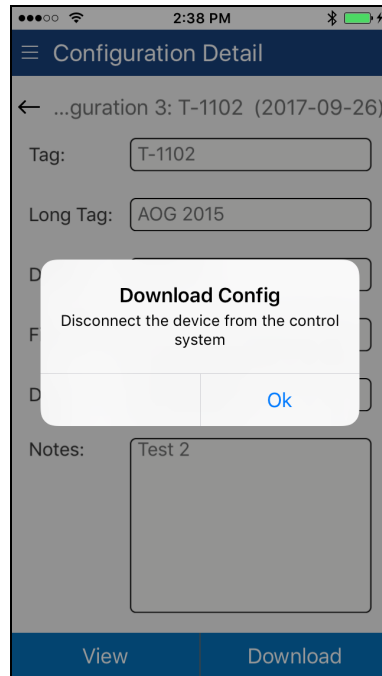 2:38 PM
Configuration Detail
...guration 3: T-1102 (2017-09-26)
Tag:
T-1102
Long Tag:
AOG 2015
D
Download Config
Disconnect the device from the control
system
F
D
Ok
Notes:
Test 2
View
Download